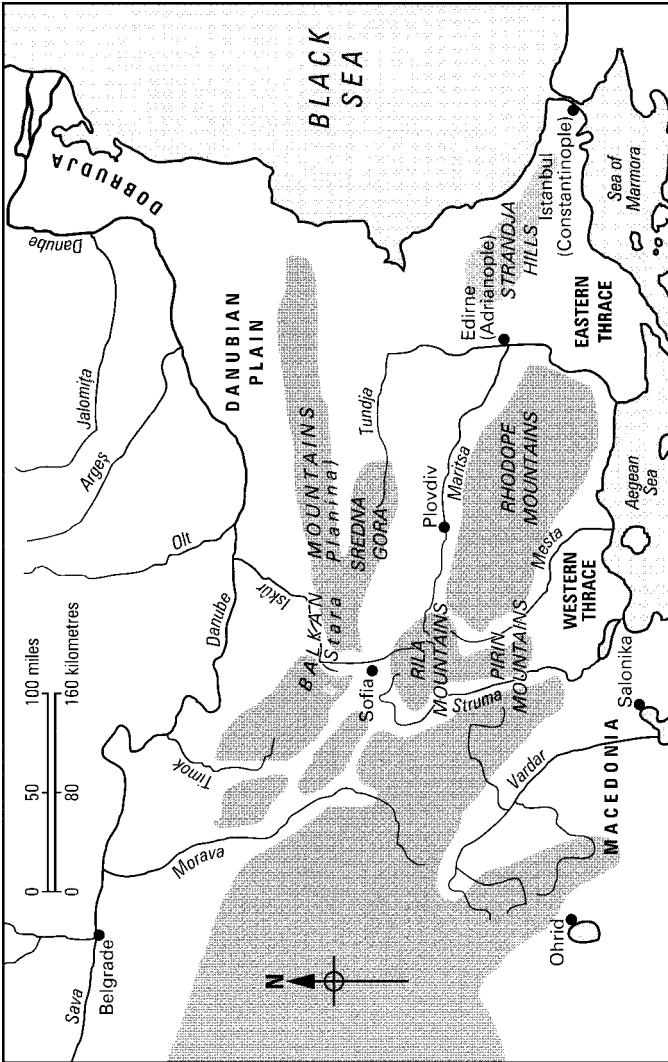 BLACK
SEA
DOBRUDJA
Danube
Jalomița
Argeș
Olt
DANUBIAN
PLAIN
Danube
Iskûr
BALKAN MOUNTAINS
(Stara Planina)
SREDNA
GORA
Tundja
Timok
Morava
Sava
Belgrade
0 50 100 miles
0 80 160 kilometres
N
Sofia
RILA
MOUNTAINS
PIRIN
MOUNTAINS
Struma
Plovdiv
Maritsa
RHODOPE
MOUNTAINS
Mesta
Edirne
(Adrianople)
STRANDJA
HILLS
Istanbul
(Constantinople)
EASTERN
THRACE
Sea of
Marmora
WESTERN
THRACE
Aegean
Sea
Salonika
Vardar
MACEDONIA
Ohrid